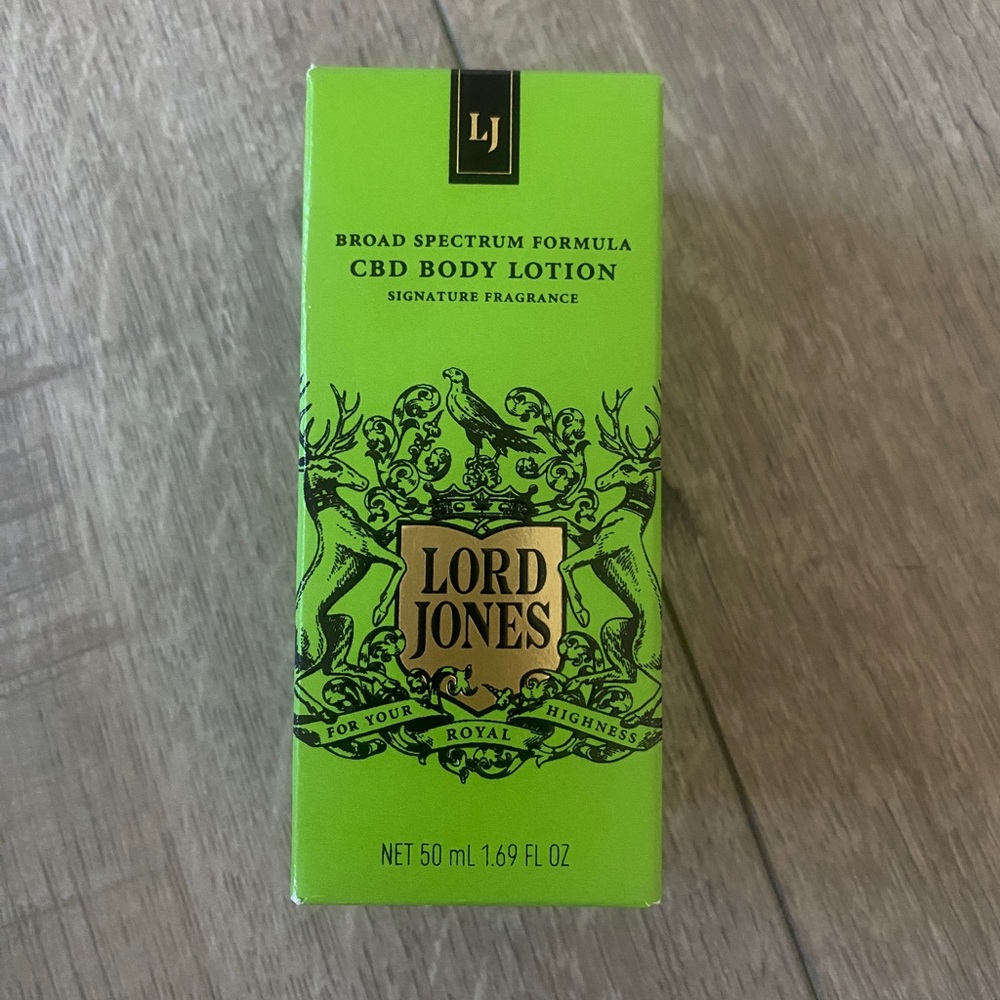 LJ
BROAD SPECTRUM FORMULA
CBD BODY LOTION
SIGNATURE FRAGRANCE
LORD
JONES
FOR YOUR ROYAL HIGHNESS
NET 50 mL 1.69 FL OZ